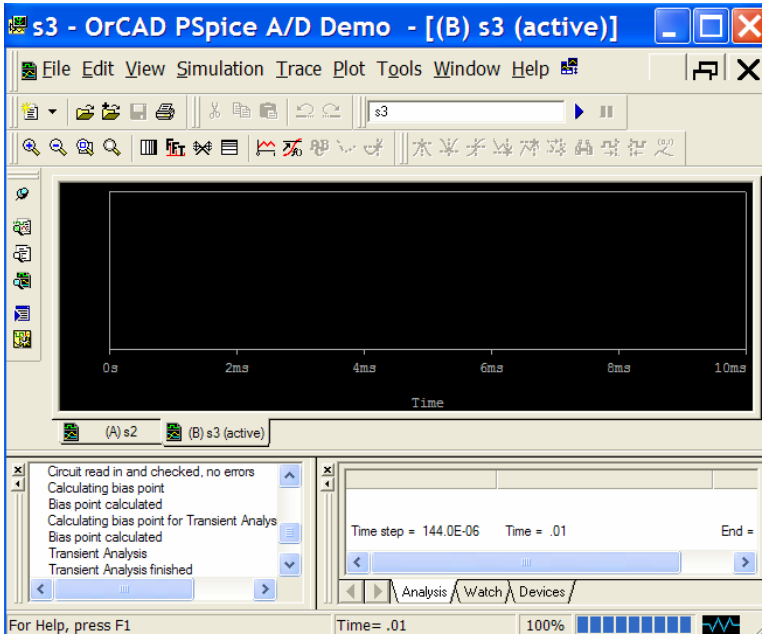 s3 - OrCAD PSpice A/D Demo - [(B) s3 (active)]
File Edit View Simulation Trace Plot Tools Window Help
s3
FFT
0s 2ms 4ms 6ms 8ms 10ms
Time
(A) s2 (B) s3 (active)
Circuit read in and checked, no errors
Calculating bias point
Bias point calculated
Calculating bias point for Transient Analys
Bias point calculated
Transient Analysis
Transient Analysis finished
Time step = 144.0E-06 Time = .01 End =
Analysis Watch Devices
For Help, press F1 Time= .01 100%